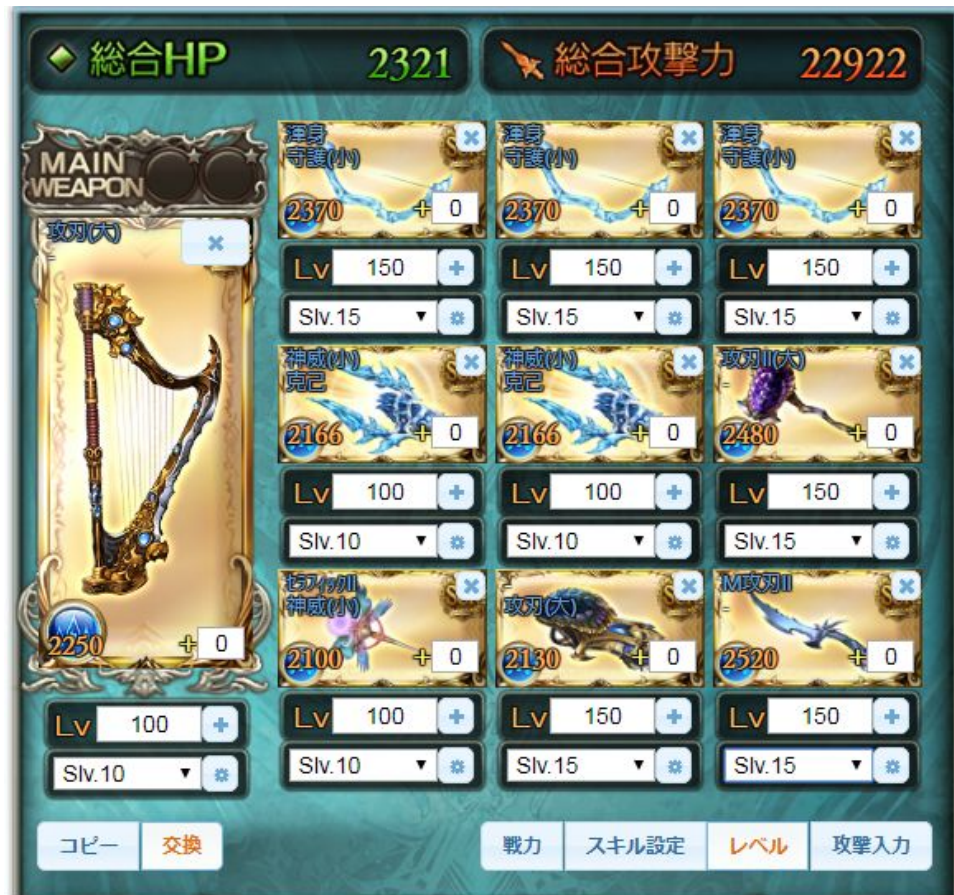 総合HP 2321 総合攻撃力 22922
MAIN
WEAPON
攻刃(大)
2250 + 0
Lv 100
Slv.10
渾身
守護(小)
2370 + 0
Lv 150
Slv.15
渾身
守護(小)
2370 + 0
Lv 150
Slv.15
渾身
守護(小)
2370 + 0
Lv 150
Slv.15
神威(小)
克己
2166 + 0
Lv 100
Slv.10
神威(小)
克己
2166 + 0
Lv 100
Slv.10
攻刃II(大)
2480 + 0
Lv 150
Slv.15
セラフィックII
神威(小)
2100 + 0
Lv 100
Slv.10
攻刃(大)
2130 + 0
Lv 150
Slv.15
M攻刃II
2520 + 0
Lv 150
Slv.15
コピー 交換 戦力 スキル設定 レベル 攻撃入力